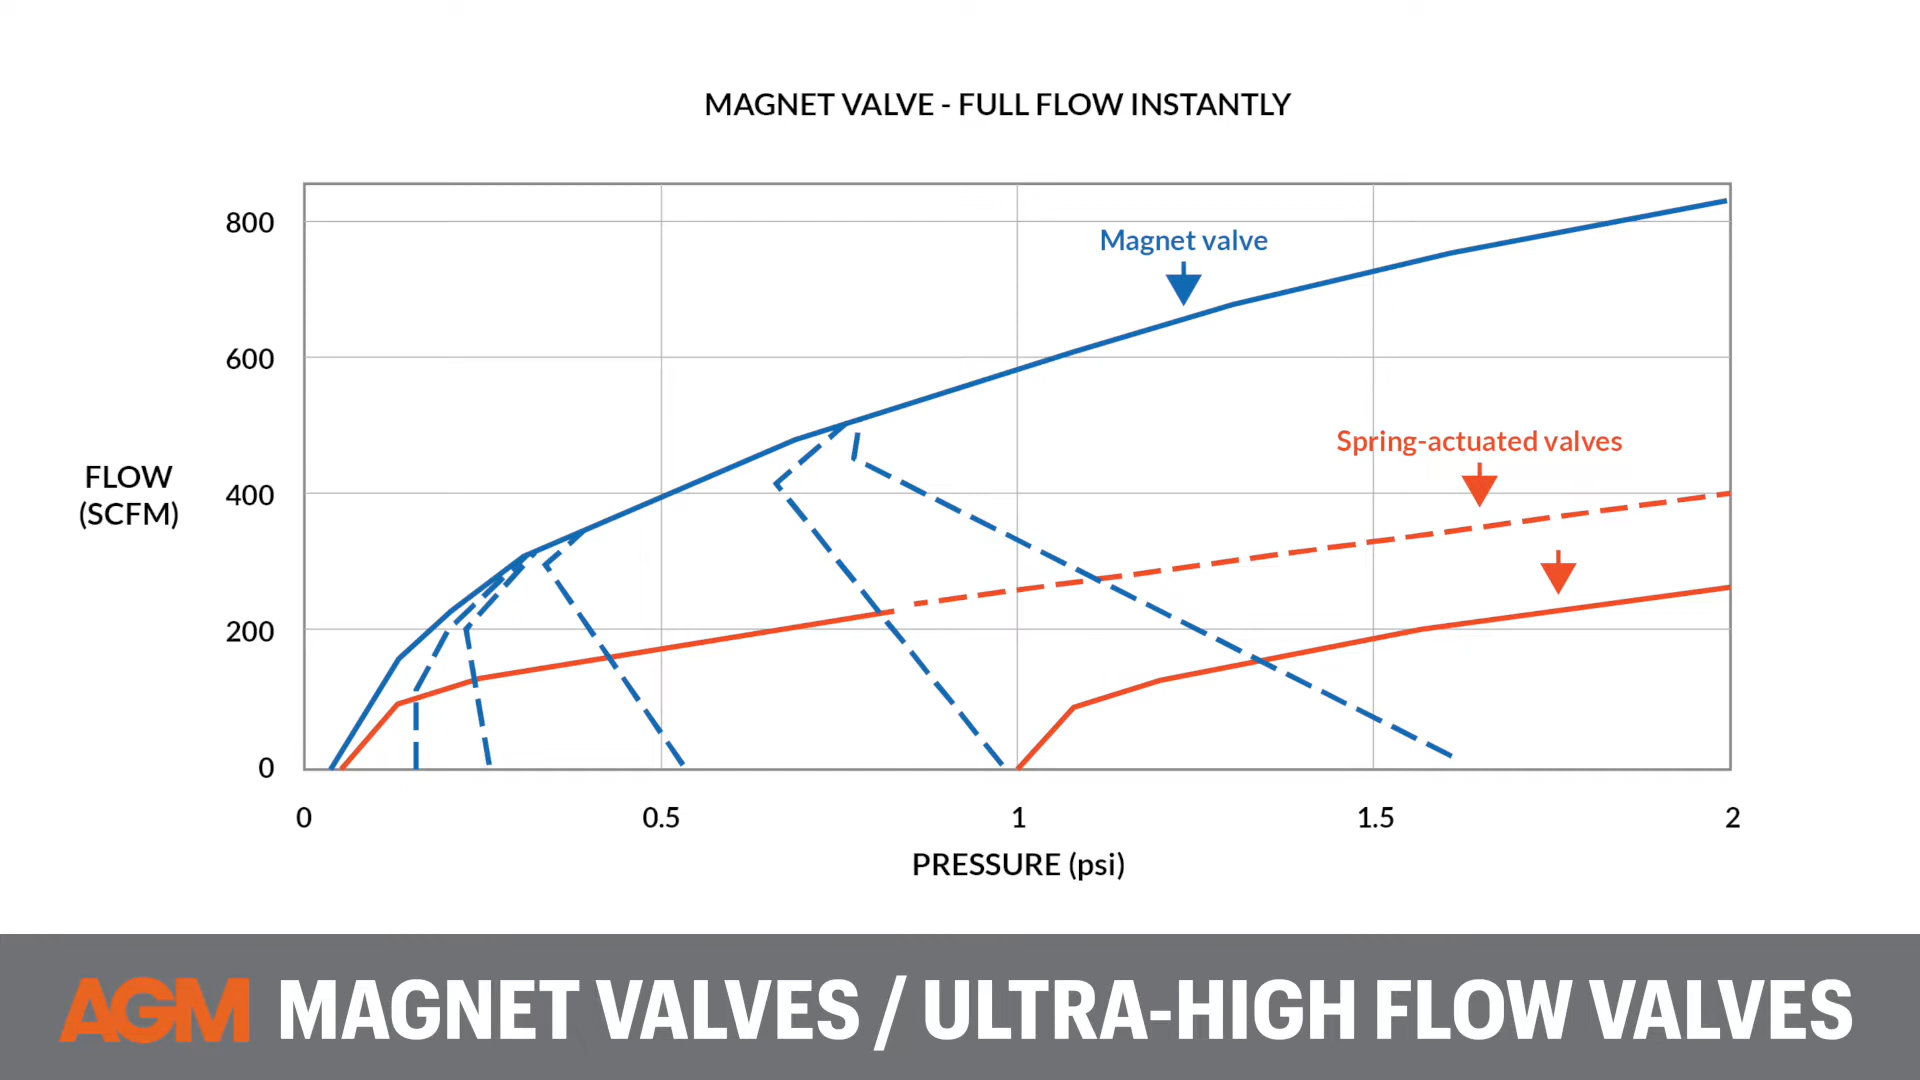 MAGNET VALVE - FULL FLOW INSTANTLY
800
Magnet valve
600
Spring-actuated valves
FLOW
(SCFM)
400
200
0
0 0.5 1 1.5 2
PRESSURE (psi)
AGM MAGNET VALVES / ULTRA-HIGH FLOW VALVES